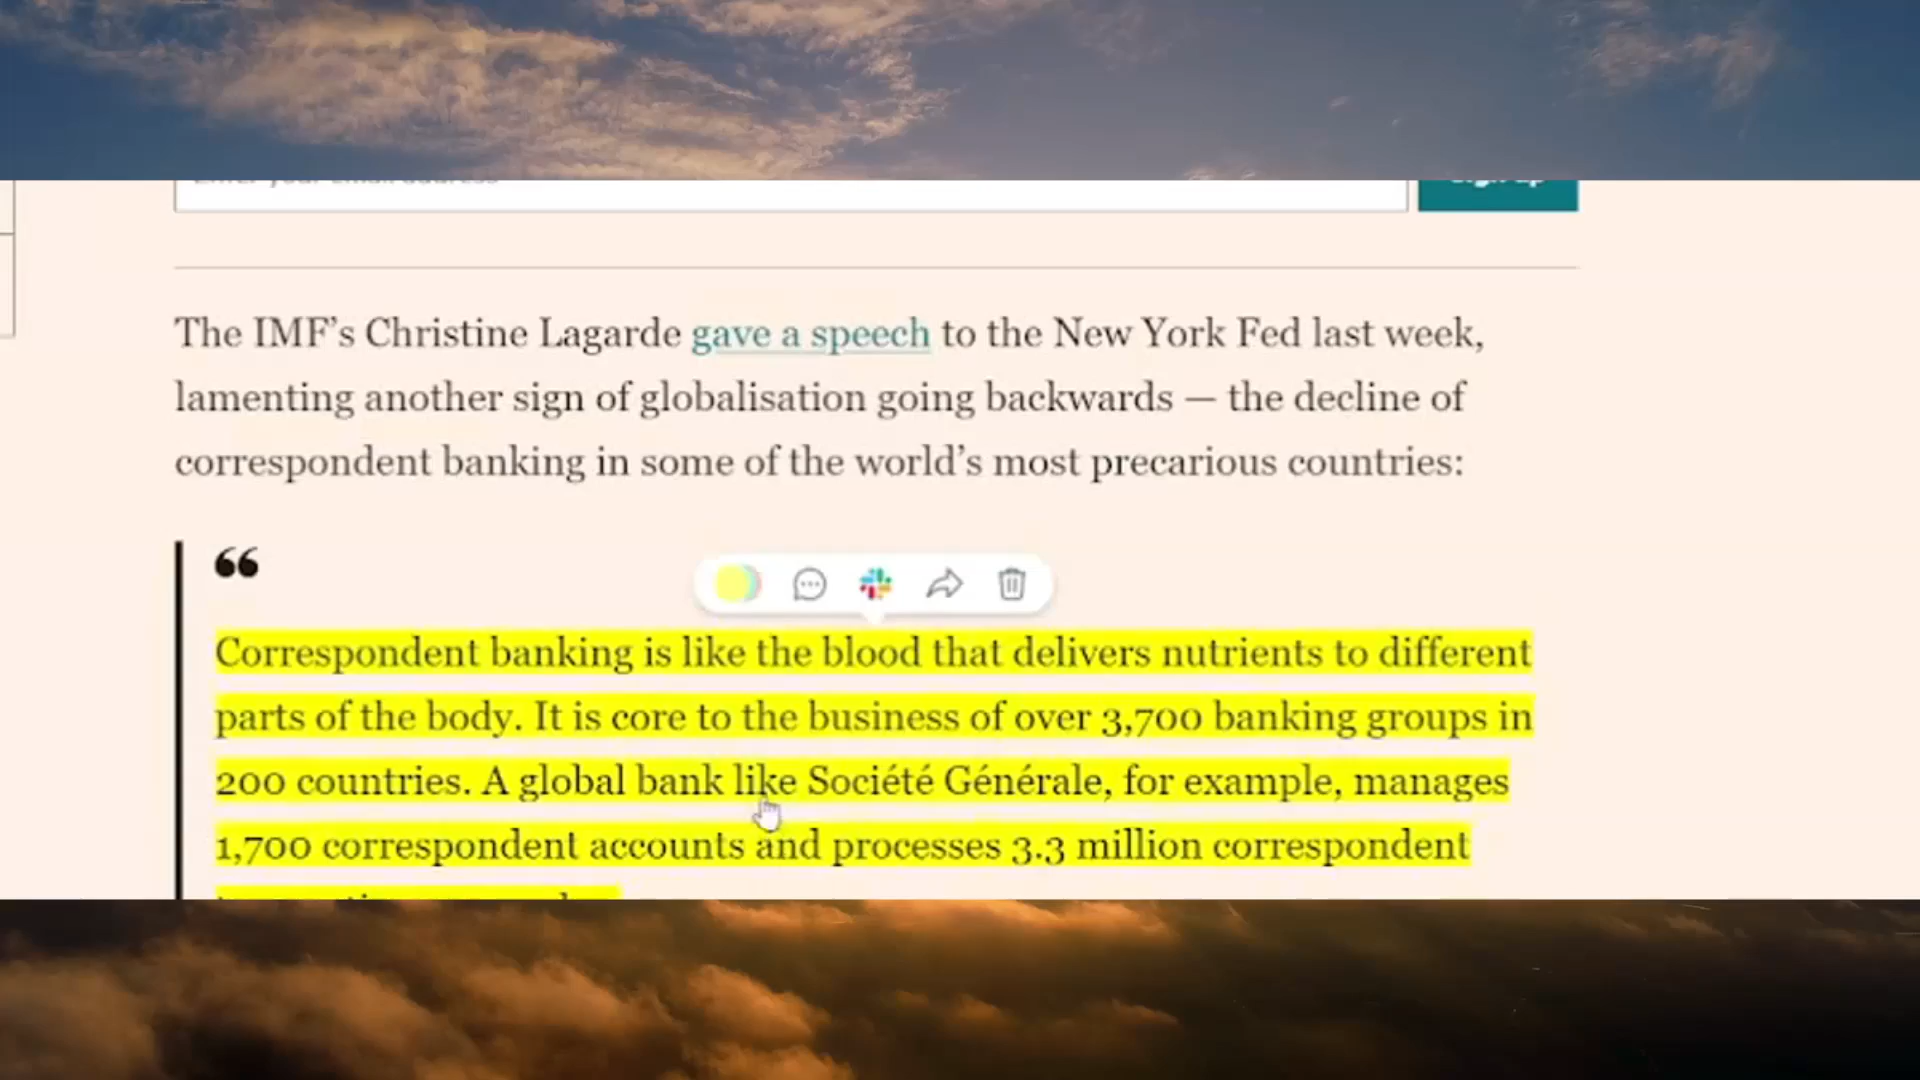 The IMF’s Christine Lagarde gave a speech to the New York Fed last week,
lamenting another sign of globalisation going backwards — the decline of
correspondent banking in some of the world’s most precarious countries:
“
Correspondent banking is like the blood that delivers nutrients to different
parts of the body. It is core to the business of over 3,700 banking groups in
200 countries. A global bank like Société Générale, for example, manages
1,700 correspondent accounts and processes 3.3 million correspondent